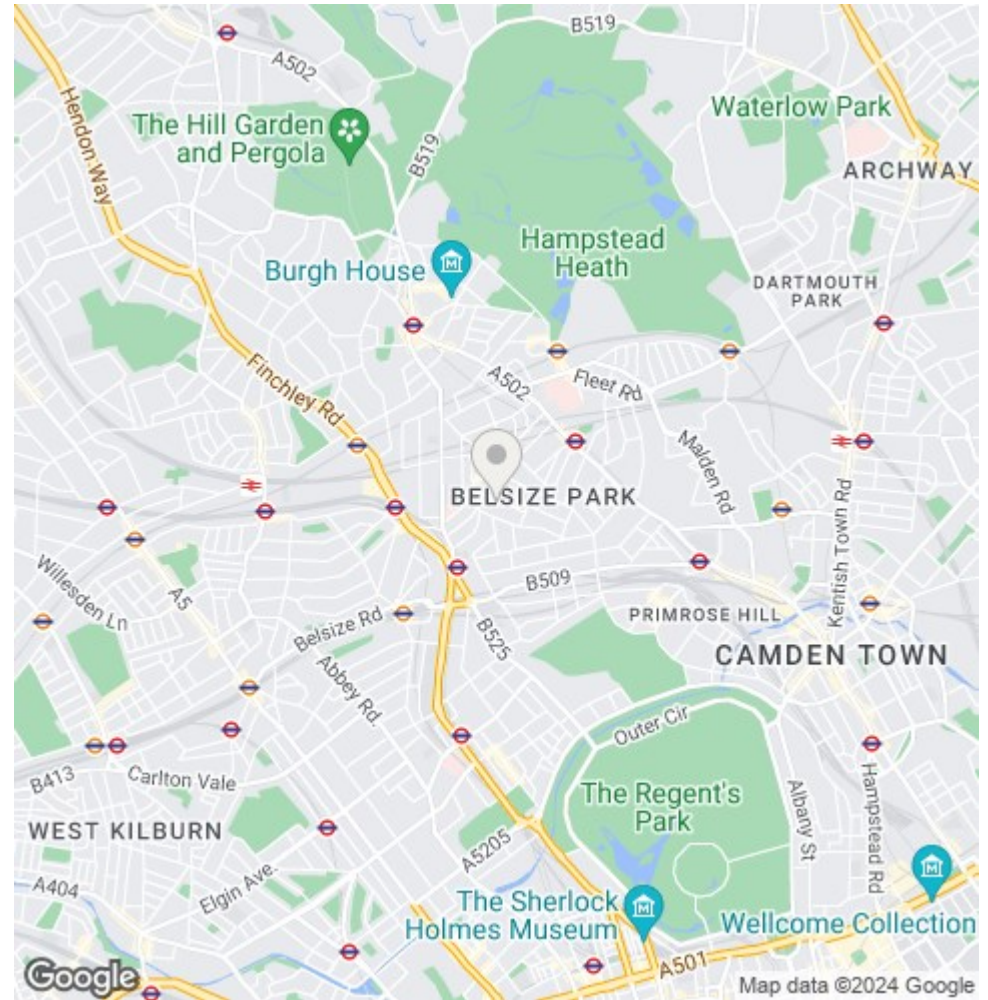 B519
A502
Hendon Way
The Hill Garden
and Pergola
B519
Waterlow Park
ARCHWAY
Hampstead
Heath
Burgh House
DARTMOUTH
PARK
A502
Fleet Rd
Finchley Rd
Malden Rd
BELSIZE PARK
Kentish Town Rd
Willesden Ln
A5
B509
Belsize Rd
B525
PRIMROSE HILL
Abbey Rd.
CAMDEN TOWN
Outer Cir
B413
Carlton Vale
The Regent's
Park
Albany St
Hampstead Rd
WEST KILBURN
A5205
A404
Elgin Ave.
The Sherlock
Holmes Museum
Wellcome Collection
A501
Google
Map data ©2024 Google